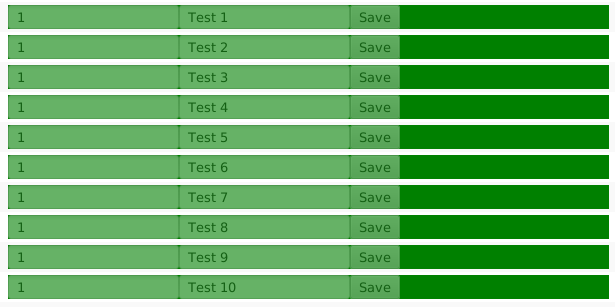 1 Test 1 Save
1 Test 2 Save
1 Test 3 Save
1 Test 4 Save
1 Test 5 Save
1 Test 6 Save
1 Test 7 Save
1 Test 8 Save
1 Test 9 Save
1 Test 10 Save